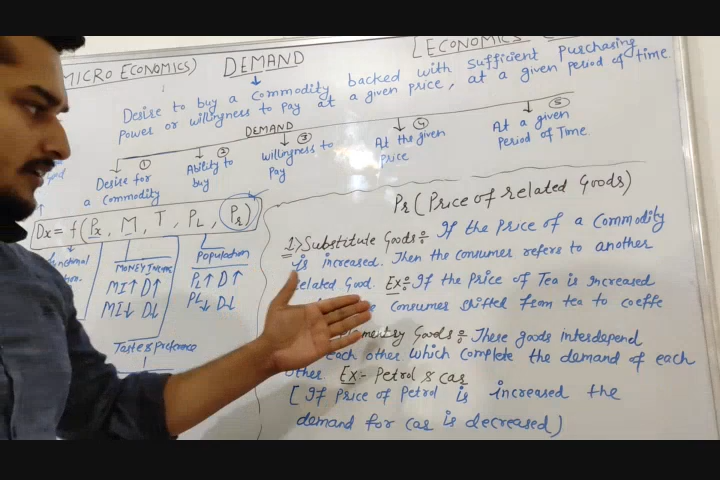 MICRO ECONOMICS) DEMAND [ECONOMICS
Desire to buy a Commodity backed with sufficient purchasing
Power or willingness to Pay at a given price, at a given period of time
DEMAND
① ② ③ ④ ⑤
Desire for
a Commodity
Ability to
buy
willingness to
Pay
At the given
price
At a given
Period of Time
Dx = f (Px, M, T, PL, Pr)
MONEY Income
MI↑ D↑
MI↓ D↓
Population
PL↑ D↑
PL↓ D↓
Taste & Preference
Pr (Price of related Goods)
1> Substitute Goods :- If the Price of a Commodity
is increased. Then the consumer refers to another
related Good. Ex:- If the Price of Tea is Increased
Consumer shifted from tea to coeffe
Goods :- These goods interdepend
each other which complete the demand of each
other. Ex - Petrol & car
[If Price of Petrol is increased the
demand for car is decreased)